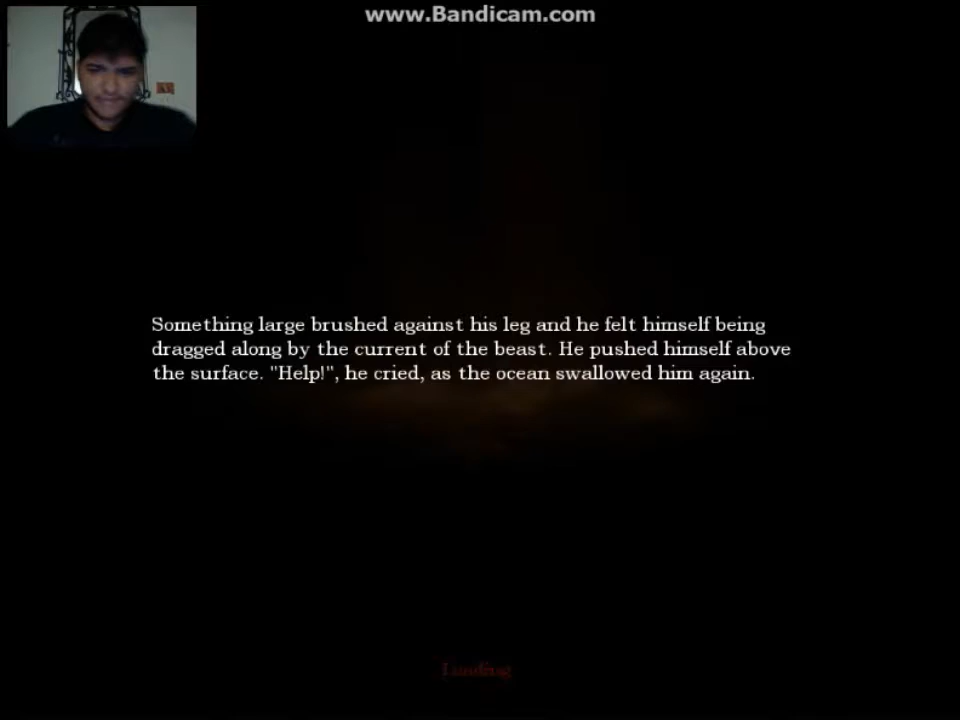 www.Bandicam.com
Something large brushed against his leg and he felt himself being
dragged along by the current of the beast. He pushed himself above
the surface. "Help!", he cried, as the ocean swallowed him again.
Loading